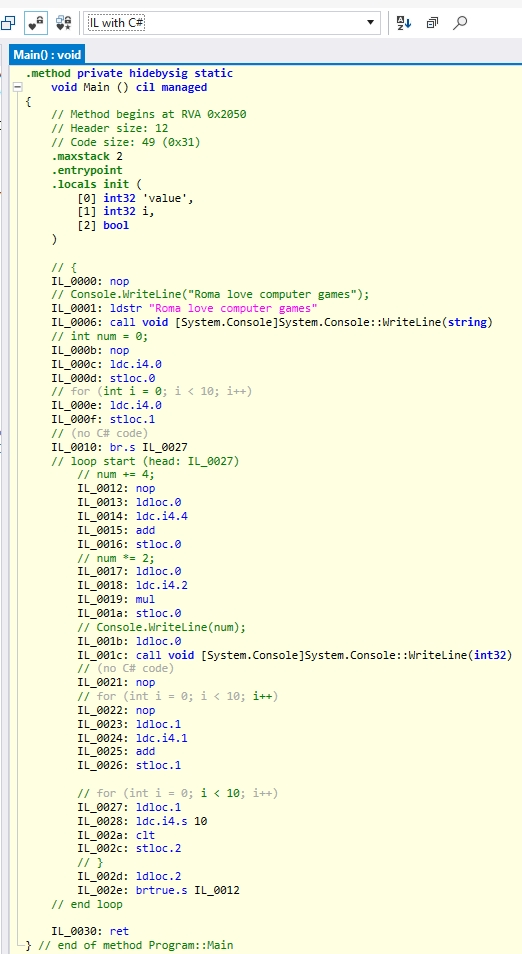 IL with C#
Main() : void
.method private hidebysig static
void Main () cil managed
{
// Method begins at RVA 0x2050
// Header size: 12
// Code size: 49 (0x31)
.maxstack 2
.entrypoint
.locals init (
[0] int32 'value',
[1] int32 i,
[2] bool
)
// {
IL_0000: nop
// Console.WriteLine("Roma love computer games");
IL_0001: ldstr "Roma love computer games"
IL_0006: call void [System.Console]System.Console::WriteLine(string)
// int num = 0;
IL_000b: nop
IL_000c: ldc.i4.0
IL_000d: stloc.0
// for (int i = 0; i < 10; i++)
IL_000e: ldc.i4.0
IL_000f: stloc.1
// (no C# code)
IL_0010: br.s IL_0027
// loop start (head: IL_0027)
// num += 4;
IL_0012: nop
IL_0013: ldloc.0
IL_0014: ldc.i4.4
IL_0015: add
IL_0016: stloc.0
// num *= 2;
IL_0017: ldloc.0
IL_0018: ldc.i4.2
IL_0019: mul
IL_001a: stloc.0
// Console.WriteLine(num);
IL_001b: ldloc.0
IL_001c: call void [System.Console]System.Console::WriteLine(int32)
// (no C# code)
IL_0021: nop
// for (int i = 0; i < 10; i++)
IL_0022: nop
IL_0023: ldloc.1
IL_0024: ldc.i4.1
IL_0025: add
IL_0026: stloc.1
// for (int i = 0; i < 10; i++)
IL_0027: ldloc.1
IL_0028: ldc.i4.s 10
IL_002a: clt
IL_002c: stloc.2
// }
IL_002d: ldloc.2
IL_002e: brtrue.s IL_0012
// end loop
IL_0030: ret
} // end of method Program::Main